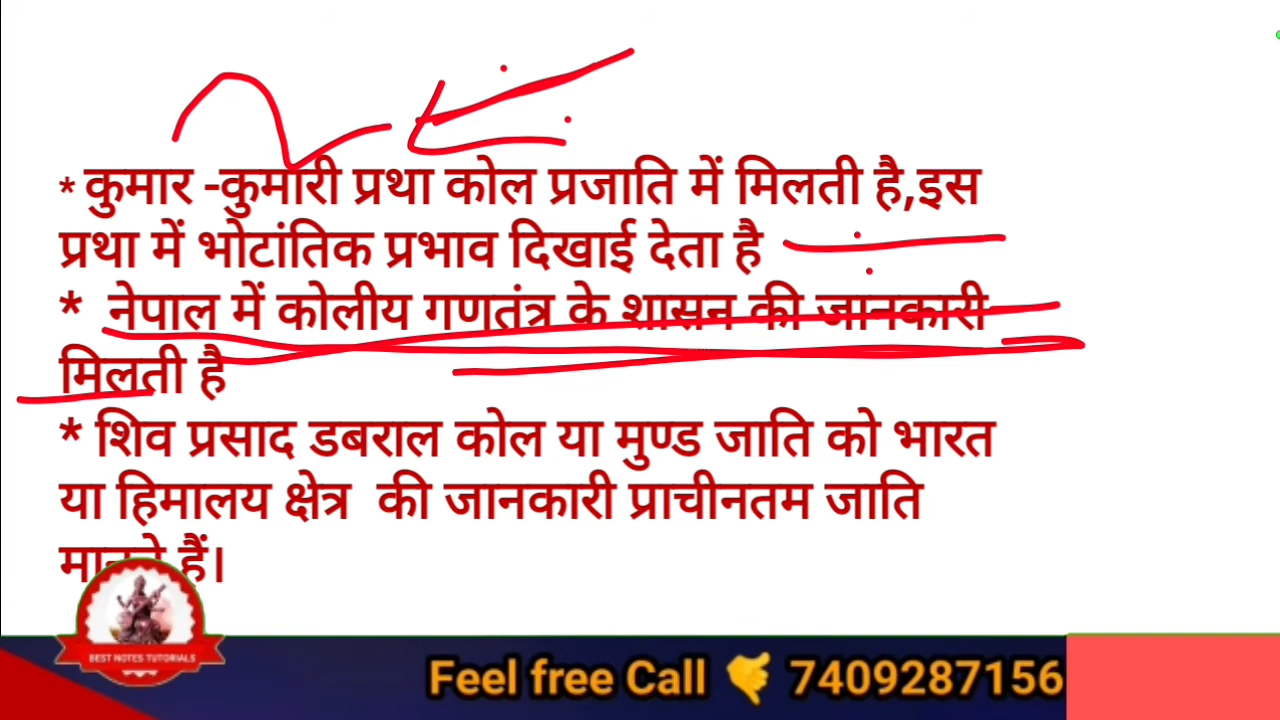 * कुमार -कुमारी प्रथा कोल प्रजाति में मिलती है,इस
प्रथा में भोटांतिक प्रभाव दिखाई देता है
* नेपाल में कोलीय गणतंत्र के शासन की जानकारी
मिलती है
* शिव प्रसाद डबराल कोल या मुण्ड जाति को भारत
या हिमालय क्षेत्र की जानकारी प्राचीनतम जाति
मानते हैं।
BEST NOTES TUTORIALS
Feel free Call 🤙 7409287156